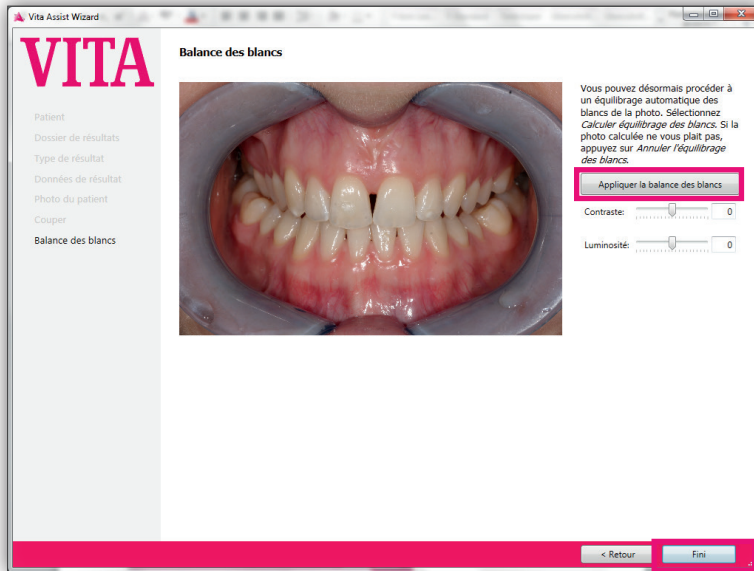 Vita Assist Wizard
VITA
Patient
Dossier de résultats
Type de résultat
Données de résultat
Photo du patient
Couper
Balance des blancs
Balance des blancs
Vous pouvez désormais procéder à
un équilibrage automatique des
blancs de la photo. Sélectionnez
Calculer équilibrage des blancs. Si la
photo calculée ne vous plait pas,
appuyez sur Annuler l'équilibrage
des blancs.
Appliquer la balance des blancs
Contraste: 0
Luminosité: 0
< Retour
Fini